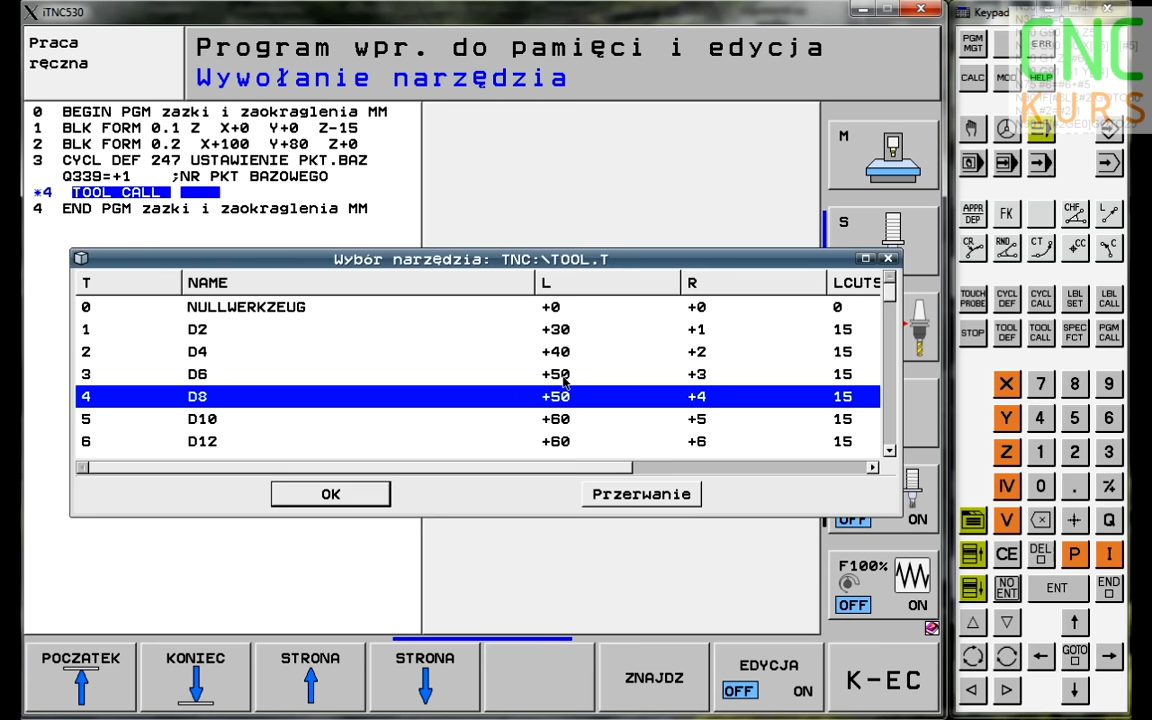 iTNC530
Praca
ręczna
Program wpr. do pamięci i edycja
Wywołanie narzędzia
0 BEGIN PGM zazki i zaokraglenia MM
1 BLK FORM 0.1 Z X+0 Y+0 Z-15
2 BLK FORM 0.2 X+100 Y+80 Z+0
3 CYCL DEF 247 USTAWIENIE PKT.BAZ
Q339=+1 ;NR PKT BAZOWEGO
*4 TOOL CALL
4 END PGM zazki i zaokraglenia MM
M
S
Wybór narzędzia: TNC:\TOOL.T
T NAME L R LCUTS
0 NULLWERKZEUG +0 +0 0
1 D2 +30 +1 15
2 D4 +40 +2 15
3 D6 +50 +3 15
4 D8 +50 +4 15
5 D10 +60 +5 15
6 D12 +60 +6 15
OK Przerwanie
OFF ON
F100%
OFF ON
POCZATEK KONIEC STRONA STRONA ZNAJDZ EDYCJA
OFF ON
K-EC
Keypad
CNC
KURS
PGM MGT ERR
CALC MOD HELP
APPR DEP FK CHF L
CR RND CT CC C
TOUCH PROBE CYCL DEF CYCL CALL LBL SET LBL CALL
STOP TOOL DEF TOOL CALL SPEC FCT PGM CALL
X 7 8 9
Y 4 5 6
Z 1 2 3
IV 0 . 
V Q
CE DEL P I
NO ENT ENT END
GOTO